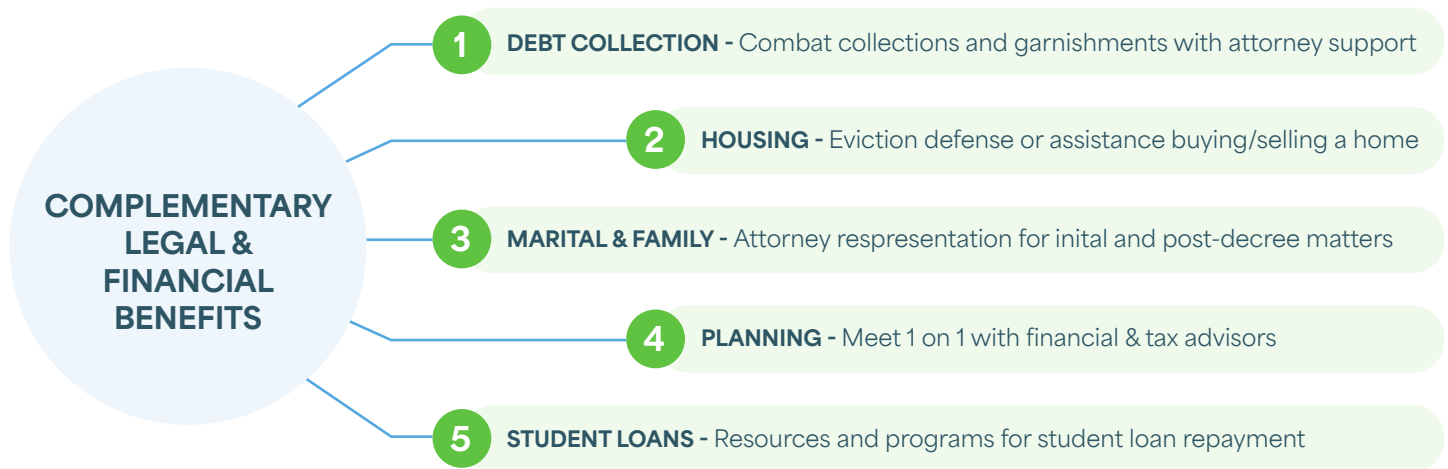 COMPLEMENTARY
LEGAL &
FINANCIAL
BENEFITS
1 DEBT COLLECTION - Combat collections and garnishments with attorney support
2 HOUSING - Eviction defense or assistance buying/selling a home
3 MARITAL & FAMILY - Attorney respresentation for inital and post-decree matters
4 PLANNING - Meet 1 on 1 with financial & tax advisors
5 STUDENT LOANS - Resources and programs for student loan repayment